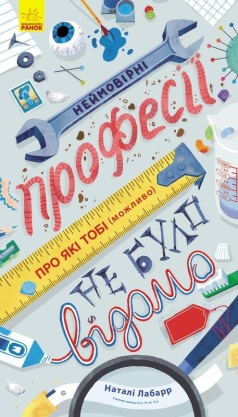 РАНОК
НЕЙМОВІРНІ
професії
ПРО ЯКІ ТОБІ (МОЖЛИВО)
НЕ БУЛО
відомо
Наталі Лабарр